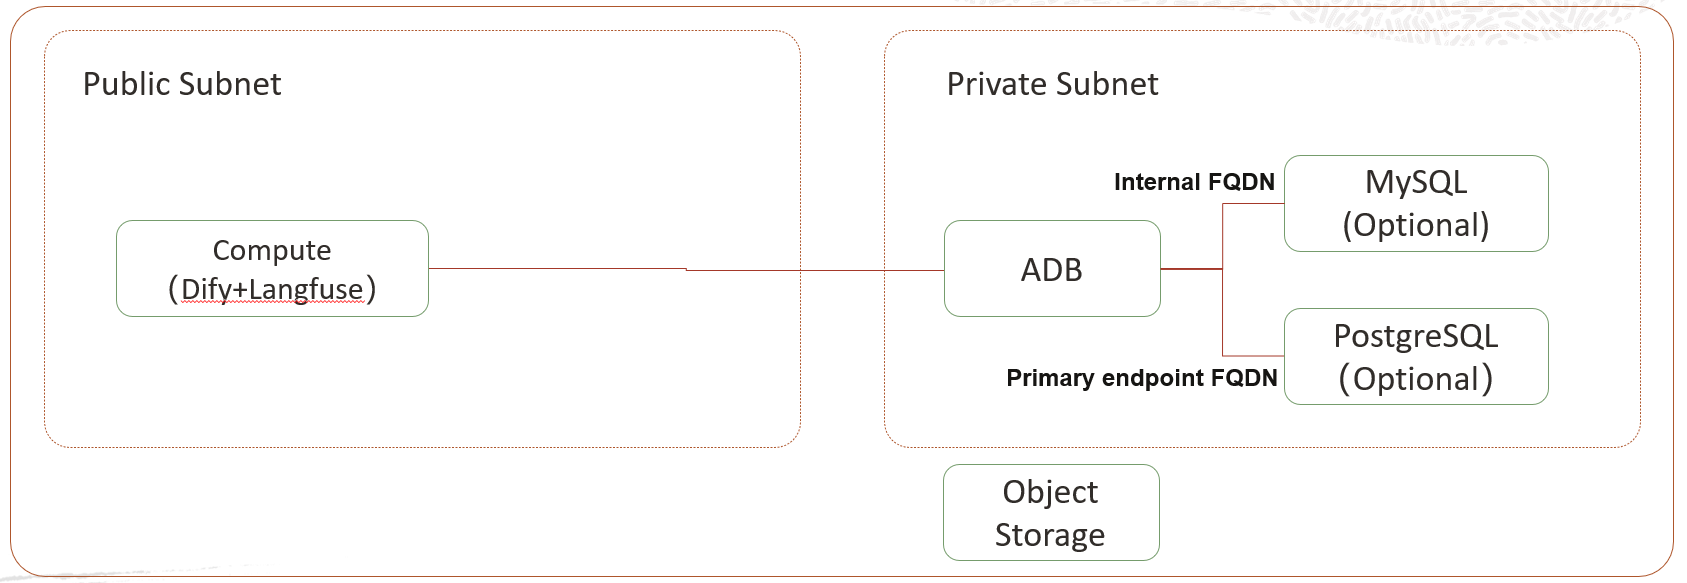 Public Subnet
Compute
（Dify+Langfuse）
Private Subnet
ADB
Internal FQDN
MySQL
(Optional)
Primary endpoint FQDN
PostgreSQL
（Optional）
Object
Storage